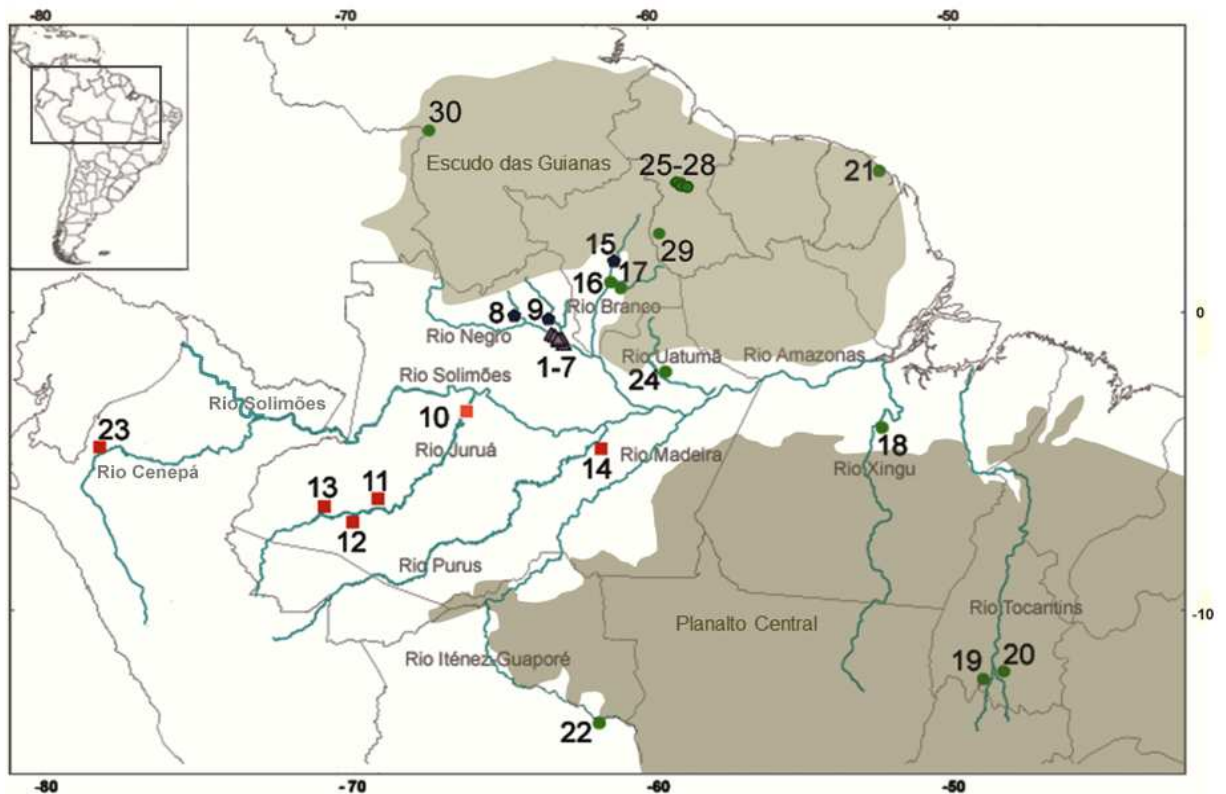 -80
-70
-60
-50
30
Escudo das Guianas
25-28
21
15
29
16
17
Rio Branco
0
8
9
Rio Negro
1-7
Rio Uatumã
Rio Amazonas
24
Rio Solimões
Rio Solimões
10
23
Rio Cenepá
Rio Juruá
14
Rio Madeira
18
Rio Xingu
13
11
12
Rio Purus
Rio Tocantins
-10
Planalto Central
Rio Iténez-Guaporé
19
20
22
-80
-70
-60
-50